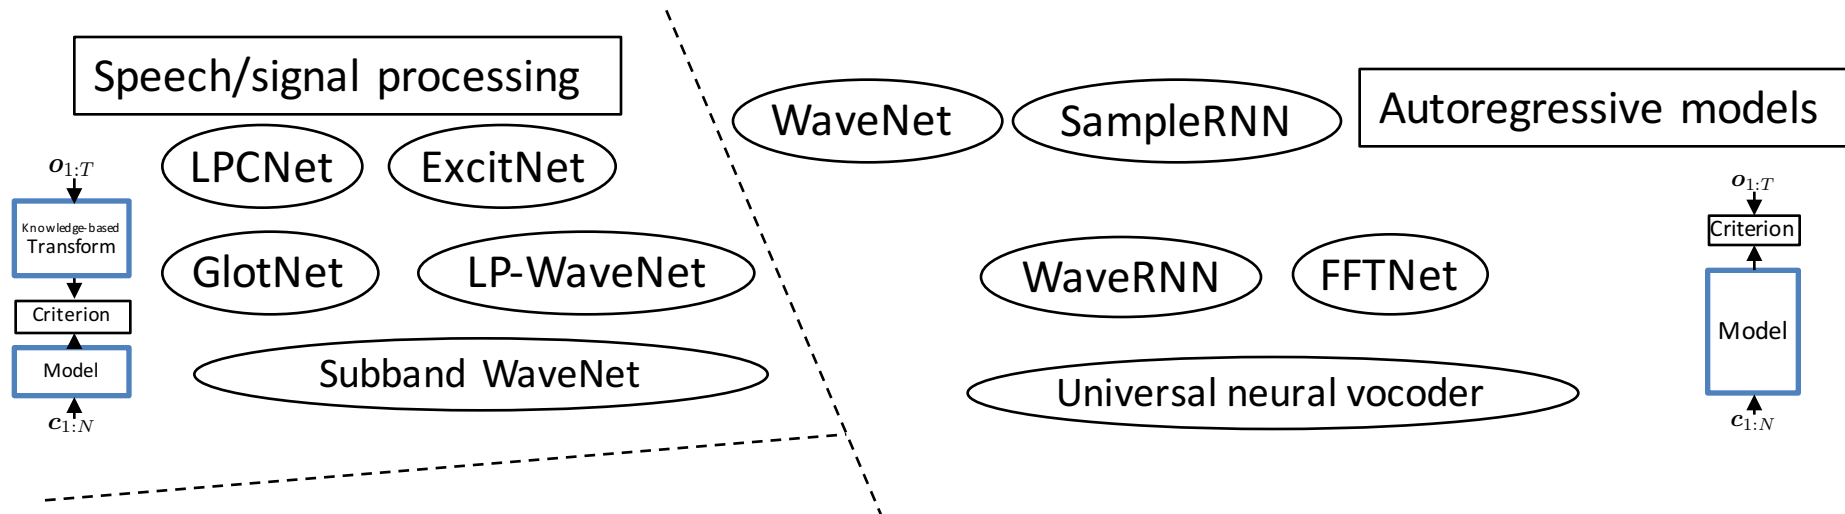 Speech/signal processing
LPCNet
ExcitNet
GlotNet
LP-WaveNet
Subband WaveNet
o1:T
Knowledge-based
Transform
Criterion
Model
c1:N
WaveNet
SampleRNN
Autoregressive models
WaveRNN
FFTNet
Universal neural vocoder
o1:T
Criterion
Model
c1:N